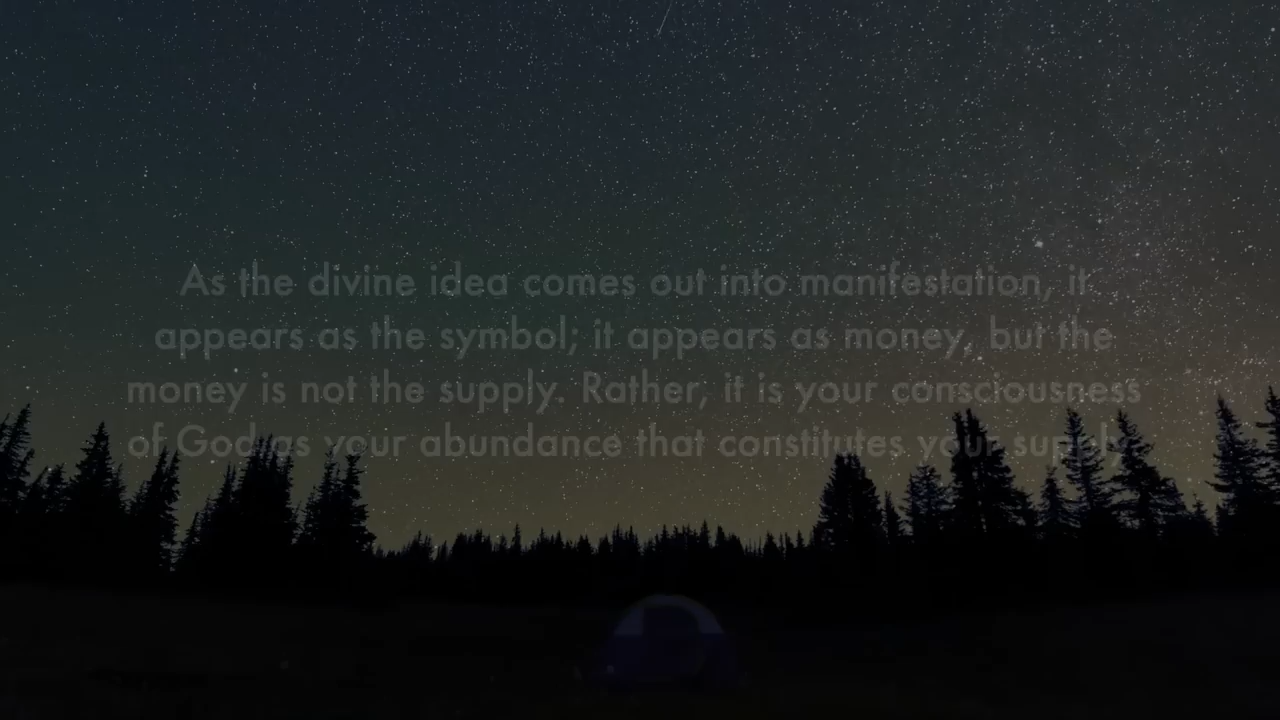 As the divine idea comes out into manifestation, it
appears as the symbol; it appears as money, but the
money is not the supply. Rather, it is your consciousness
of God as your abundance that constitutes your supply.